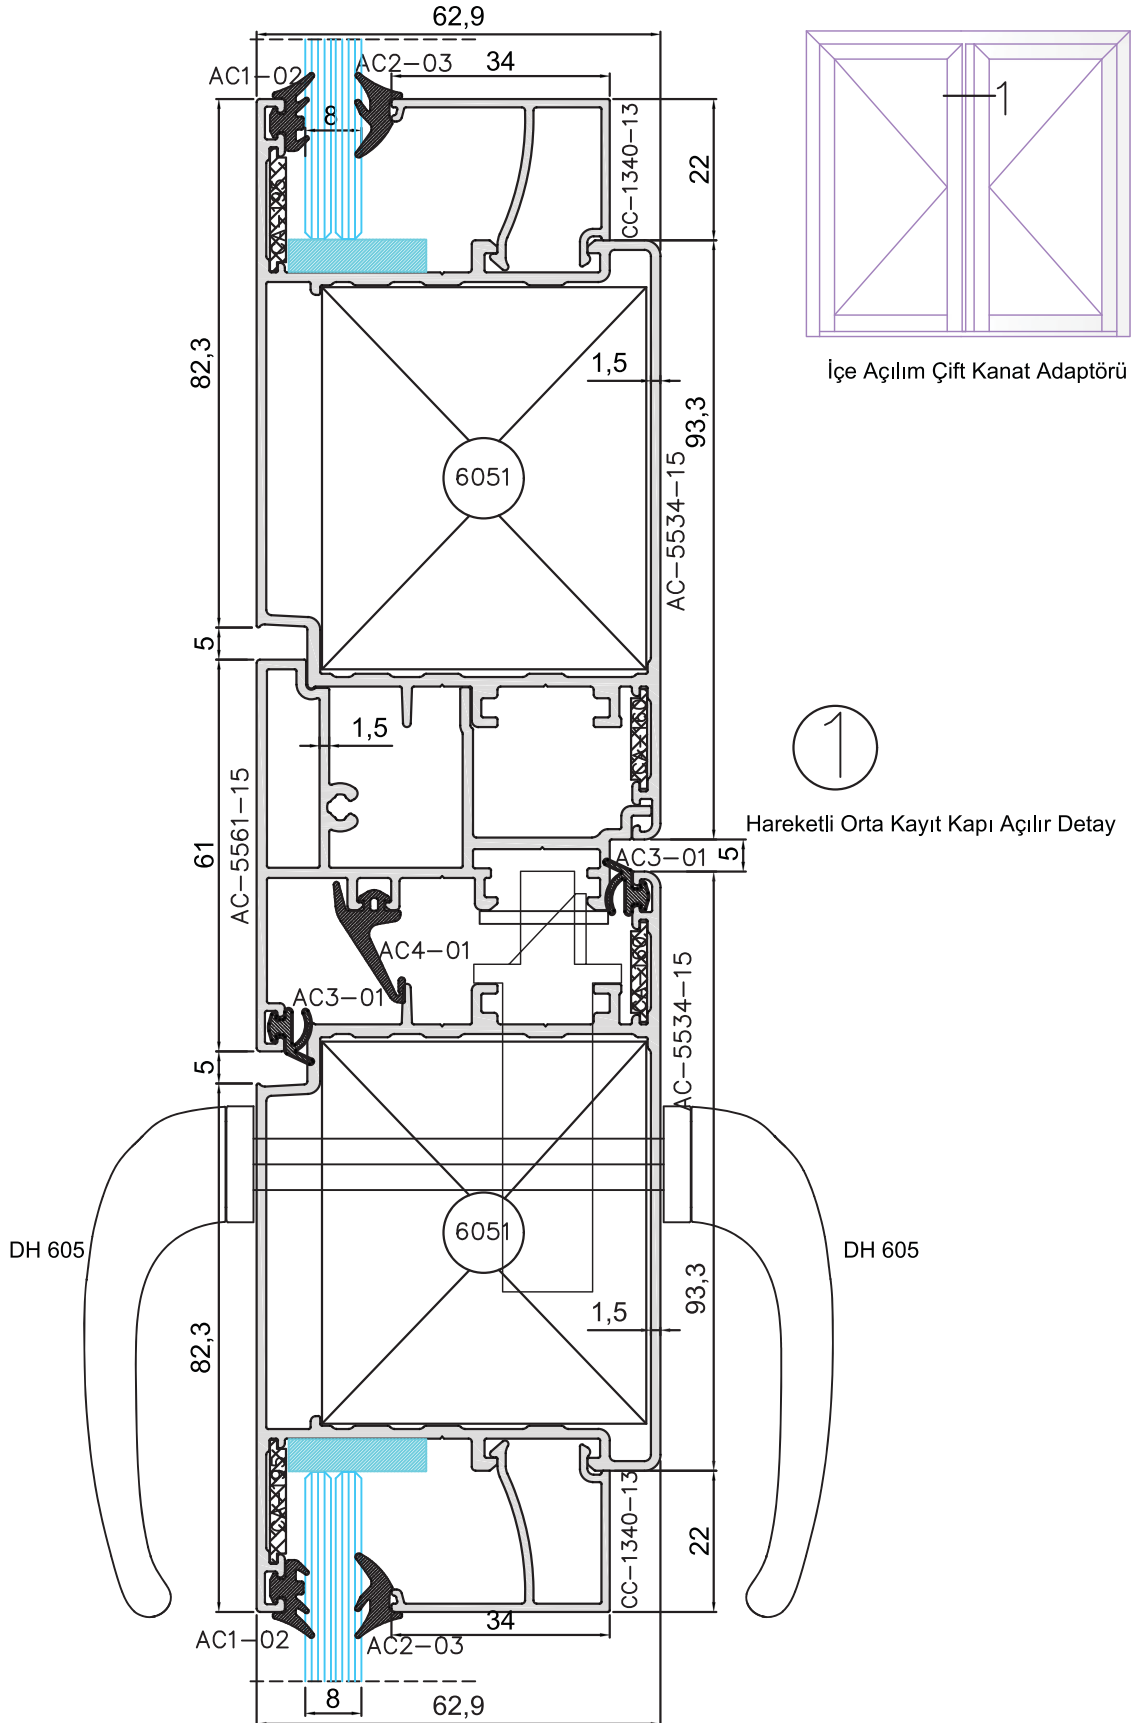 62,9
AC1-02
AC2-03
34
8
CC-1340-13
22
1
İçe Açılım Çift Kanat Adaptörü
82,3
1,5
93,3
6051
AC-5534-15
5
1,5
1
AC-5561-15
61
Hareketli Orta Kayıt Kapı Açılır Detay
AC3-01
5
AC4-01
AC3-01
AC-5534-15
5
DH 605
6051
DH 605
1,5
93,3
82,3
CC-1340-13
22
34
AC1-02
AC2-03
8
62,9